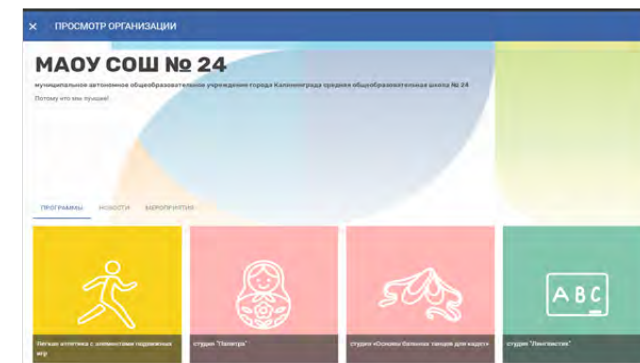 × ПРОСМОТР ОРГАНИЗАЦИИ
МАОУ СОШ № 24
муниципальное автономное общеобразовательное учреждение города Калининграда средняя общеобразовательная школа № 24
Потому что мы лучшие!
ПРОГРАММЫ НОВОСТИ МЕРОПРИЯТИЯ
ABC
Легкая атлетика с элементами подвижных игр
студия "Палитра"
студия «Основы бальных танцев для кадет»
студия "Лингвистик"